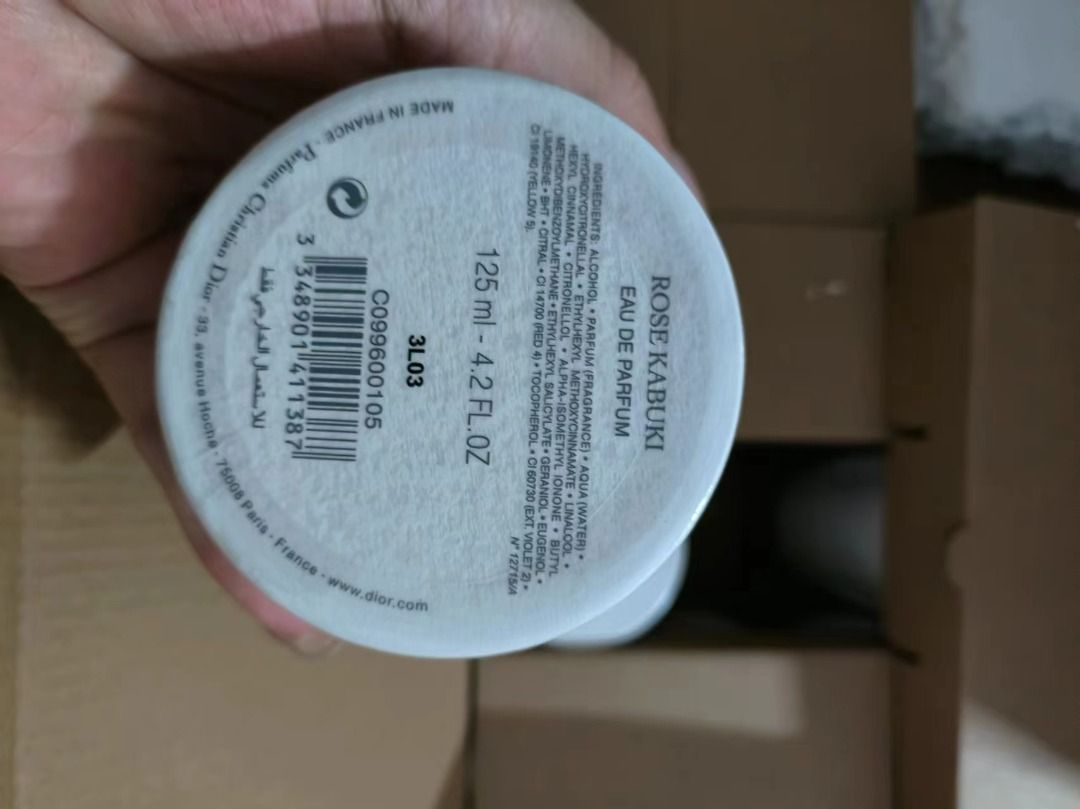 ROSE KABUKI
EAU DE PARFUM
INGREDIENTS: ALCOHOL • PARFUM (FRAGRANCE) • AQUA (WATER) •
HYDROXYCITRONELLAL • ETHYLHEXYL METHOXYCINNAMATE • LINALOOL •
HEXYL CINNAMAL • CITRONELLOL • ALPHA-ISOMETHYL IONONE • BUTYL
METHOXYDIBENZOYLMETHANE • ETHYLHEXYL SALICYLATE • GERANIOL • EUGENOL •
LIMONENE • BHT • CITRAL • CI 14700 (RED 4) • TOCOPHEROL • CI 60730 (EXT. VIOLET 2) •
CI 19140 (YELLOW 5).
N° 12715/A
125 ml - 4.2 FL.OZ
3L03
C099600105
3 348901 411387
للاستعمال الخارجي فقط
MADE IN FRANCE - Parfums Christian Dior - 33, avenue Hoche - 75008 Paris - France - www.dior.com